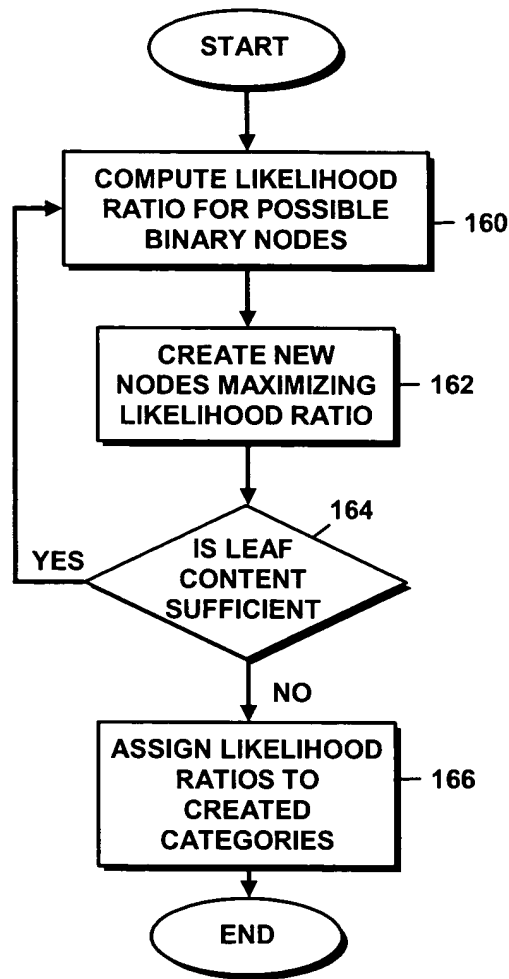 START
COMPUTE LIKELIHOOD
RATIO FOR POSSIBLE
BINARY NODES
160
CREATE NEW
NODES MAXIMIZING
LIKELIHOOD RATIO
162
164
YES
IS LEAF
CONTENT
SUFFICIENT
NO
ASSIGN LIKELIHOOD
RATIOS TO
CREATED
CATEGORIES
166
END